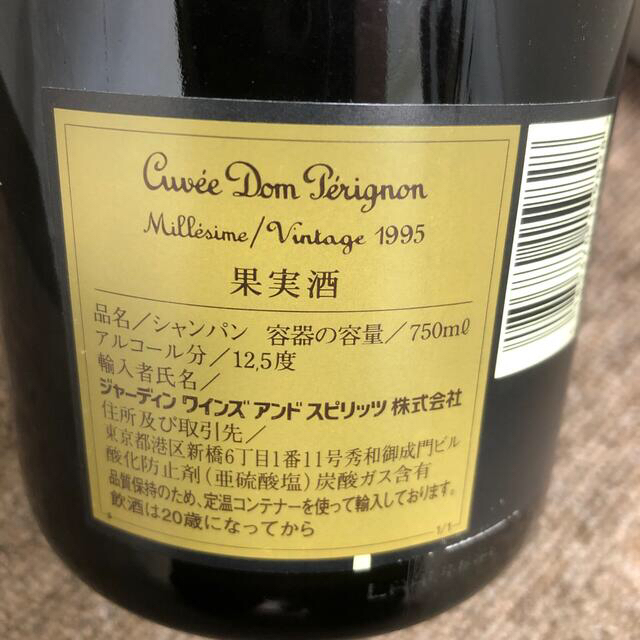 Cuvée Dom Pérignon
Millésime/Vintage 1995
果実酒
品名／シャンパン 容器の容量／750mℓ
アルコール分／12,5度
輸入者氏名／
ジャーディン ワインズ アンド スピリッツ 株式会社
住所及び取引先／
東京都港区新橋6丁目1番11号秀和御成門ビル
酸化防止剤(亜硫酸塩)炭酸ガス含有
品質保持のため、定温コンテナーを使って輸入しております。
飲酒は20歳になってから
1/1